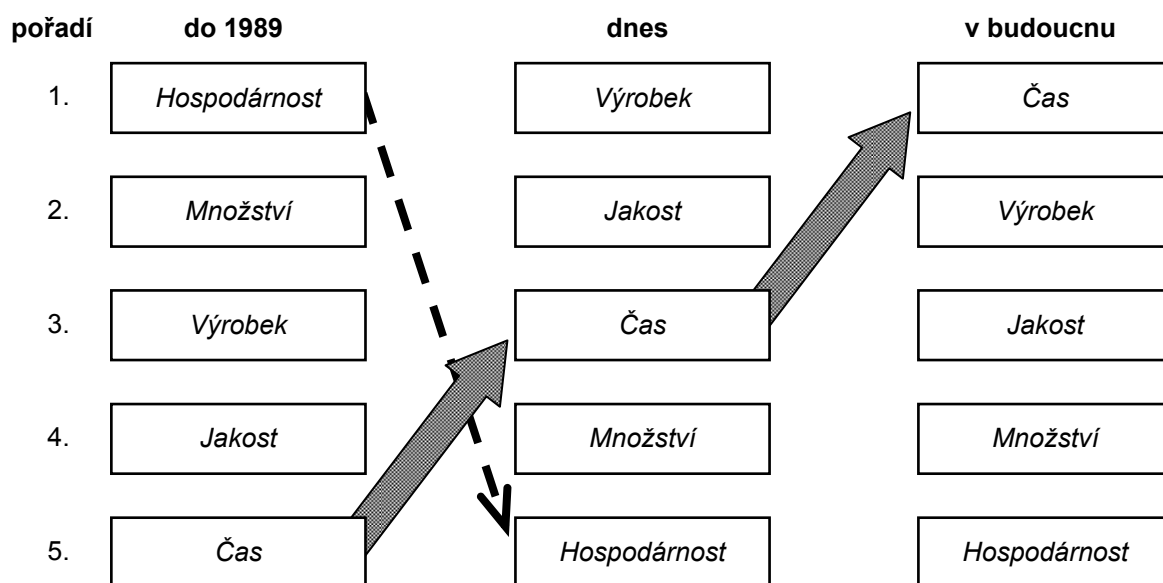 pořadí do 1989 dnes v budoucnu
1. Hospodárnost Výrobek Čas
2. Množství Jakost Výrobek
3. Výrobek Čas Jakost
4. Jakost Množství Množství
5. Čas Hospodárnost Hospodárnost